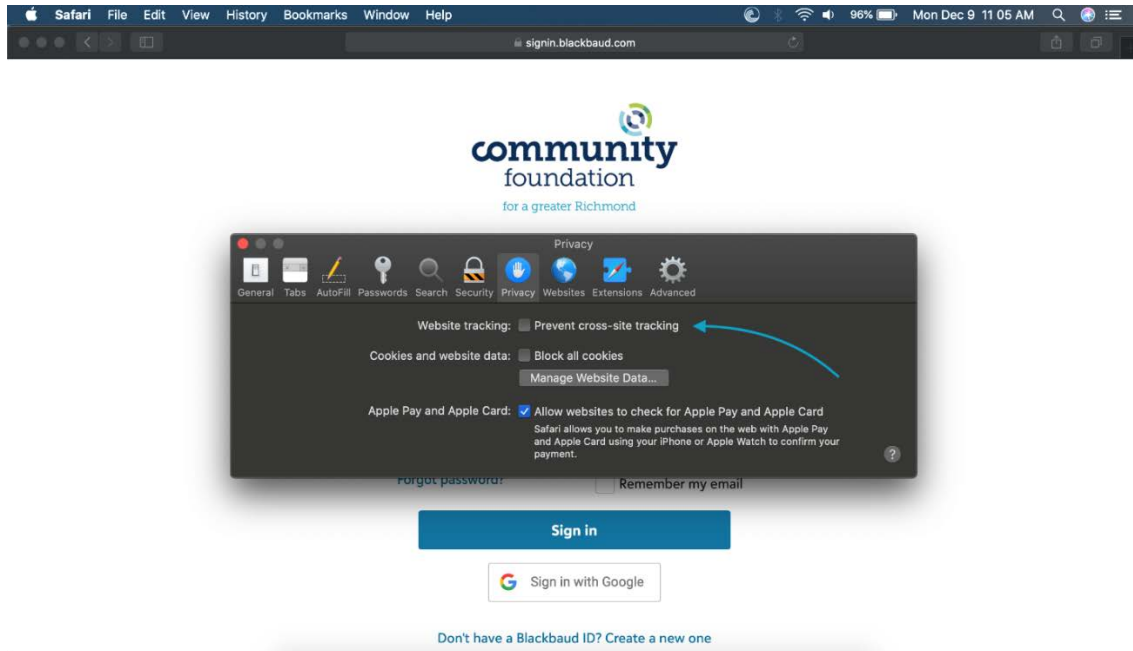 Safari File Edit View History Bookmarks Window Help 96% Mon Dec 9 11 05 AM
signin.blackbaud.com
community
foundation
for a greater Richmond
Privacy
General Tabs AutoFill Passwords Search Security Privacy Websites Extensions Advanced
Website tracking: Prevent cross-site tracking
Cookies and website data: Block all cookies
Manage Website Data...
Apple Pay and Apple Card: Allow websites to check for Apple Pay and Apple Card
Safari allows you to make purchases on the web with Apple Pay
and Apple Card using your iPhone or Apple Watch to confirm your
payment.
?
Forgot password? Remember my email
Sign in
G Sign in with Google
Don't have a Blackbaud ID? Create a new one